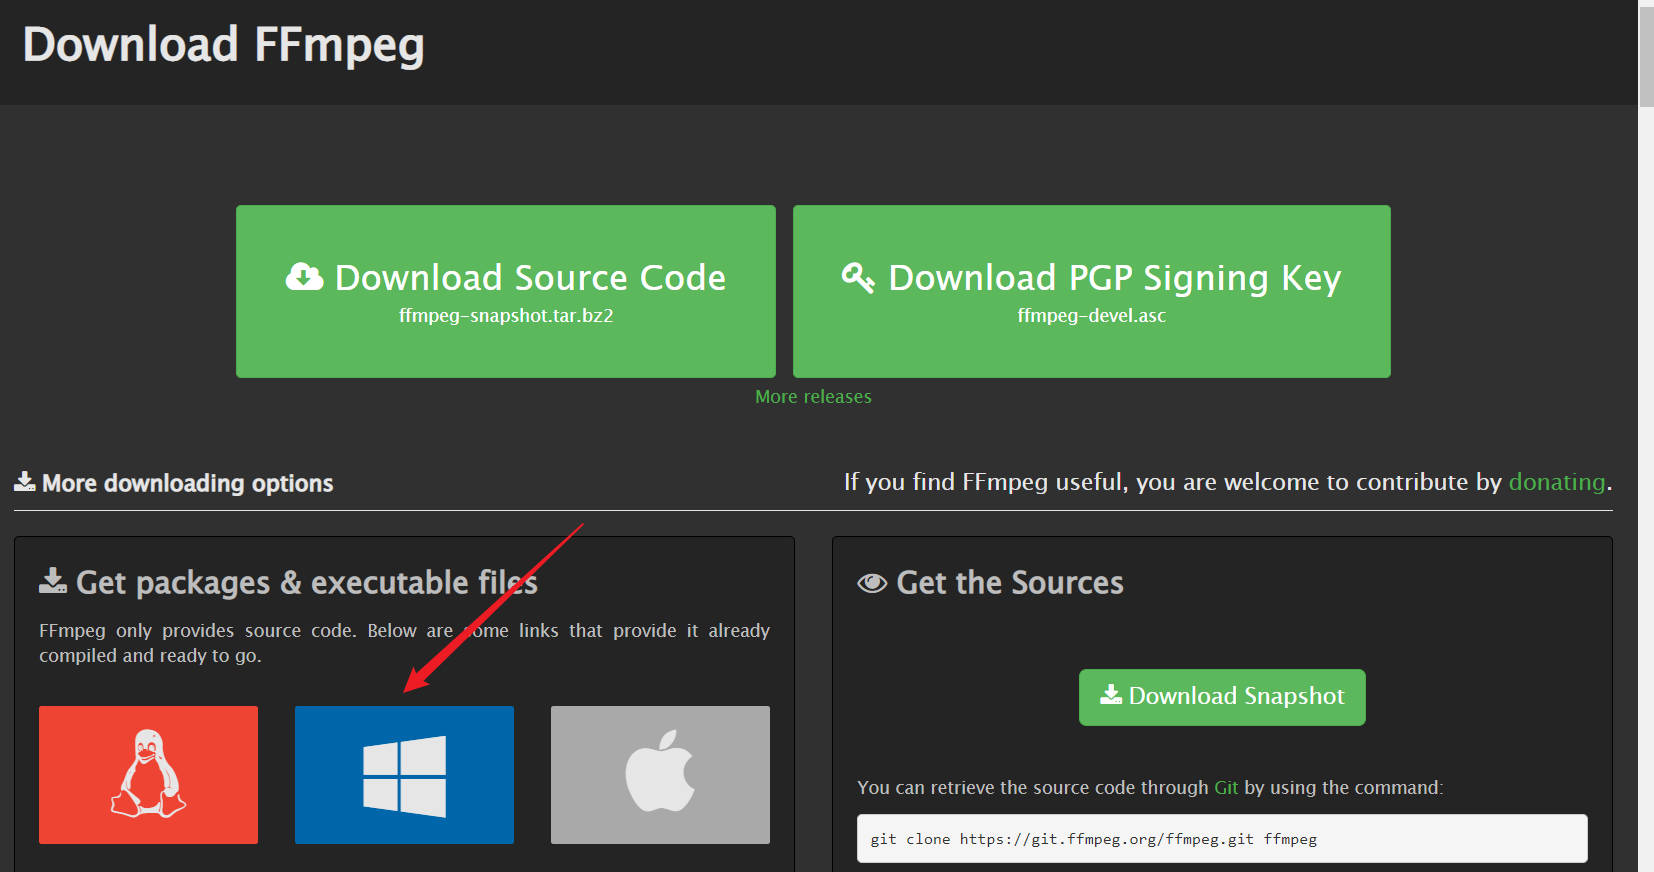 Download FFmpeg
Download Source Code
ffmpeg-snapshot.tar.bz2
Download PGP Signing Key
ffmpeg-devel.asc
More releases
More downloading options
If you find FFmpeg useful, you are welcome to contribute by donating.
Get packages & executable files
FFmpeg only provides source code. Below are some links that provide it already
compiled and ready to go.
Get the Sources
Download Snapshot
You can retrieve the source code through Git by using the command:
git clone https://git.ffmpeg.org/ffmpeg.git ffmpeg